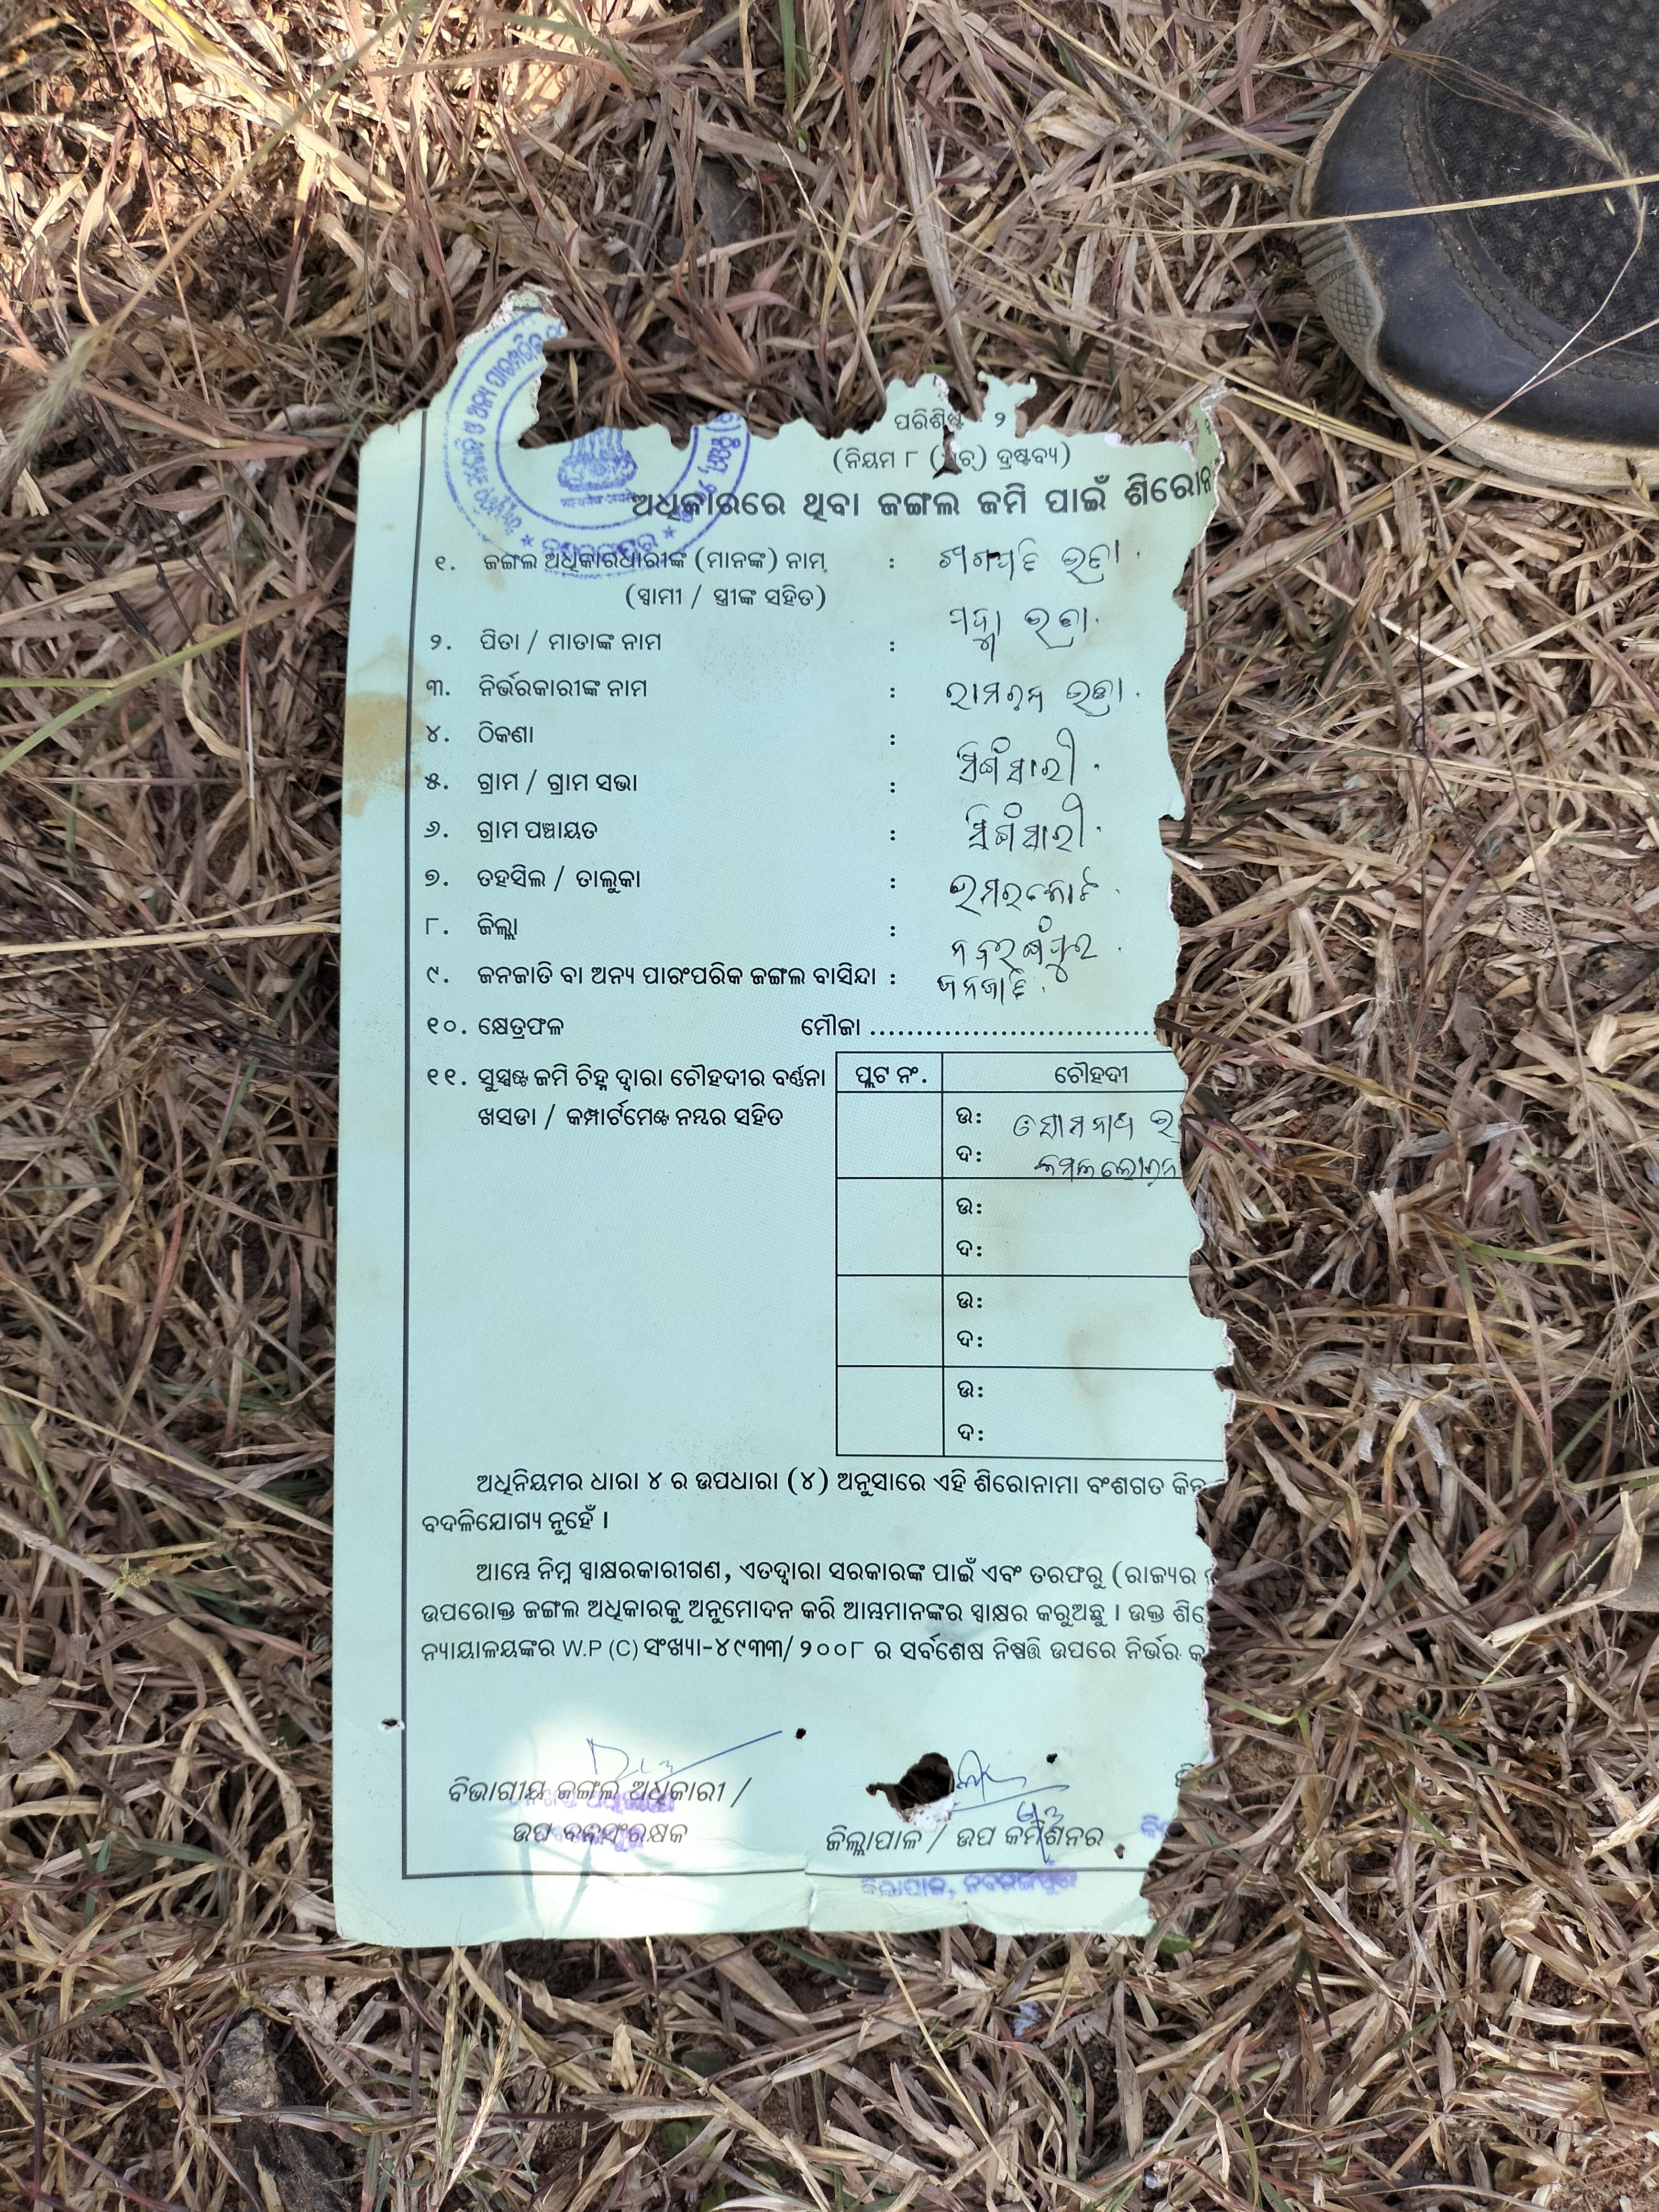 ପରିଶିଷ୍ଟ ୨
(ନିୟମ ୮ ( ) ଦ୍ରଷ୍ଟବ୍ୟ)
ଅଧିକାରରେ ଥିବା ଜଙ୍ଗଲ ଜମି ପାଇଁ ଶିରୋନ
୧. ଜଙ୍ଗଲ ଅଧିକାରଧାରୀଙ୍କ (ମାନଙ୍କ) ନାମ :
(ସ୍ୱାମୀ / ସ୍ତ୍ରୀଙ୍କ ସହିତ)
୨. ପିତା / ମାତାଙ୍କ ନାମ :
୩. ନିର୍ଭରକାରୀଙ୍କ ନାମ :
୪. ଠିକଣା :
୫. ଗ୍ରାମ / ଗ୍ରାମ ସଭା :
୬. ଗ୍ରାମ ପଞ୍ଚାୟତ :
୭. ତହସିଲ / ତାଲୁକା : ଉମରକୋଟ
୮. ଜିଲ୍ଲା : ନବରଙ୍ଗପୁର
୯. ଜନଜାତି ବା ଅନ୍ୟ ପାରଂପରିକ ଜଙ୍ଗଲ ବାସିନ୍ଦା : ଜନଜାତି
୧୦. କ୍ଷେତ୍ରଫଳ ମୌଜା ..............................
୧୧. ସୁସ୍ପଷ୍ଟ ଜମି ଚିହ୍ନ ଦ୍ୱାରା ଚୌହଦୀର ବର୍ଣ୍ଣନା
ଖସଡା / କମ୍ପାର୍ଟମେଣ୍ଟ ନମ୍ବର ସହିତ
ପ୍ଲଟ ନଂ. ଚୌହଦୀ
ଉ: ସୋମନାଥ
ଦ: କମଳଲୋଚନ
ଉ:
ଦ:
ଉ:
ଦ:
ଉ:
ଦ:
ଅଧିନିୟମର ଧାରା ୪ ର ଉପଧାରା (୪) ଅନୁସାରେ ଏହି ଶିରୋନାମା ବଂଶଗତ କିନ୍ତୁ
ବଦଳିଯୋଗ୍ୟ ନୁହେଁ ।
ଆମ୍ଭେ ନିମ୍ନ ସ୍ୱାକ୍ଷରକାରୀଗଣ, ଏତଦ୍ୱାରା ସରକାରଙ୍କ ପାଇଁ ଏବଂ ତରଫରୁ (ରାଜ୍ୟର
ଉପରୋକ୍ତ ଜଙ୍ଗଲ ଅଧିକାରକୁ ଅନୁମୋଦନ କରି ଆମ୍ଭମାନଙ୍କର ସ୍ୱାକ୍ଷର କରୁଅଛୁ । ଉକ୍ତ
ନ୍ୟାୟାଳୟଙ୍କର W.P (C) ସଂଖ୍ୟା-୪୯୩୩/୨୦୦୮ ର ସର୍ବଶେଷ ନିଷ୍ପତ୍ତି ଉପରେ ନିର୍ଭର
ବିଭାଗୀୟ ଜଙ୍ଗଲ ଅଧିକାରୀ /
ଉପ ବନସଂରକ୍ଷକ
ଜିଲ୍ଲାପାଳ / ଉପ କମିଶନର
ଜିଲ୍ଲାପାଳ, ନବରଙ୍ଗପୁର